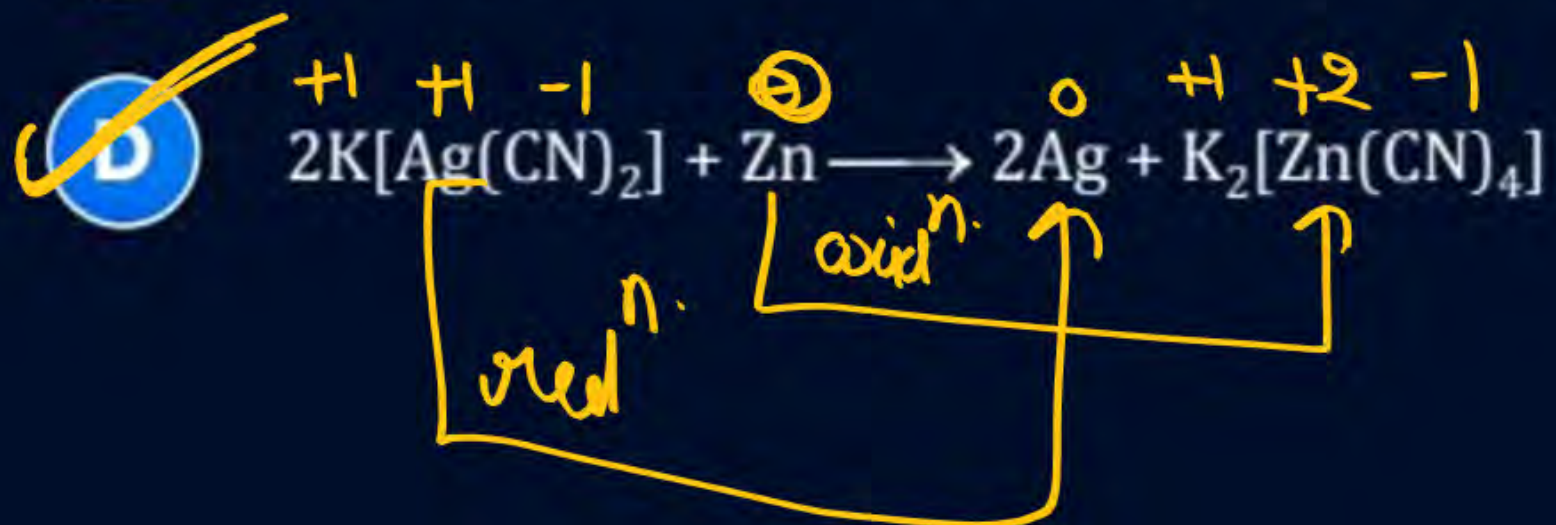 +1 +1 -1 0 0 +1 +2 -1
D 2K[Ag(CN)₂] + Zn ⟶ 2Ag + K₂[Zn(CN)₄]
oxidⁿ.
redⁿ.